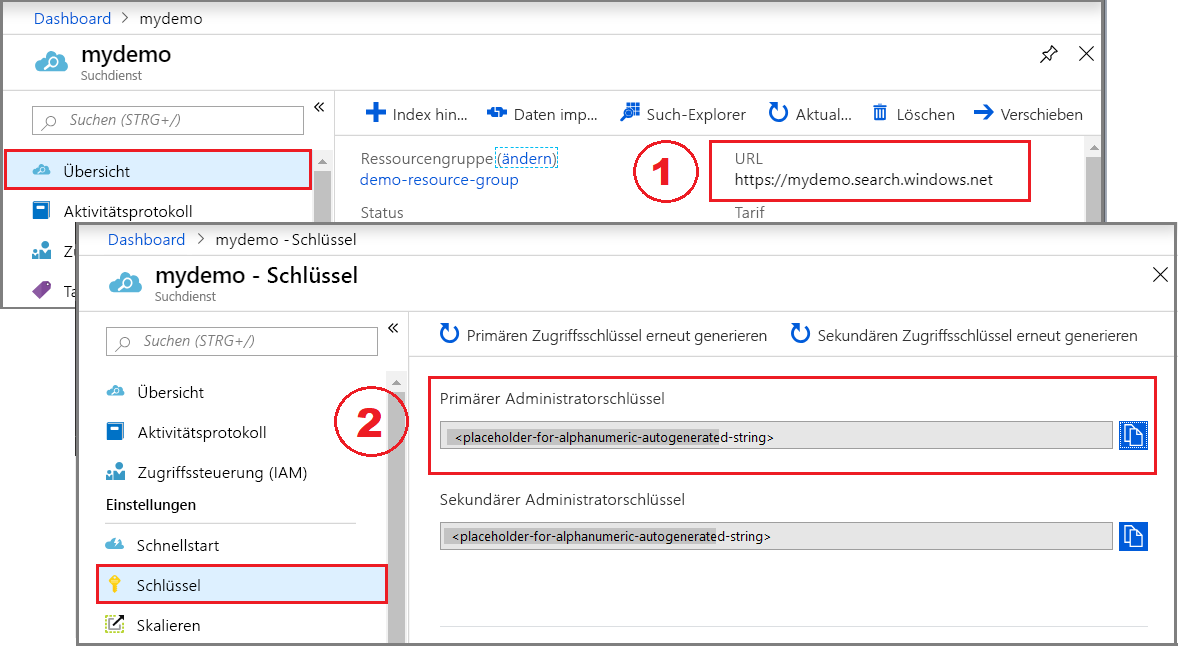 Dashboard > mydemo
mydemo
Suchdienst
Suchen (STRG+/)
«
Index hin... Daten imp... Such-Explorer Aktual... Löschen Verschieben
Übersicht
Aktivitätsprotokoll
Ressourcengruppe (ändern)
demo-resource-group
Status
1
URL
https://mydemo.search.windows.net
Tarif
Dashboard > mydemo - Schlüssel
mydemo - Schlüssel
Suchdienst
Suchen (STRG+/)
«
Primären Zugriffsschlüssel erneut generieren Sekundären Zugriffsschlüssel erneut generieren
Übersicht
Aktivitätsprotokoll
Zugriffssteuerung (IAM)
Einstellungen
Schnellstart
Schlüssel
Skalieren
2
Primärer Administratorschlüssel
<placeholder-for-alphanumeric-autogenerated-string>
Sekundärer Administratorschlüssel
<placeholder-for-alphanumeric-autogenerated-string>